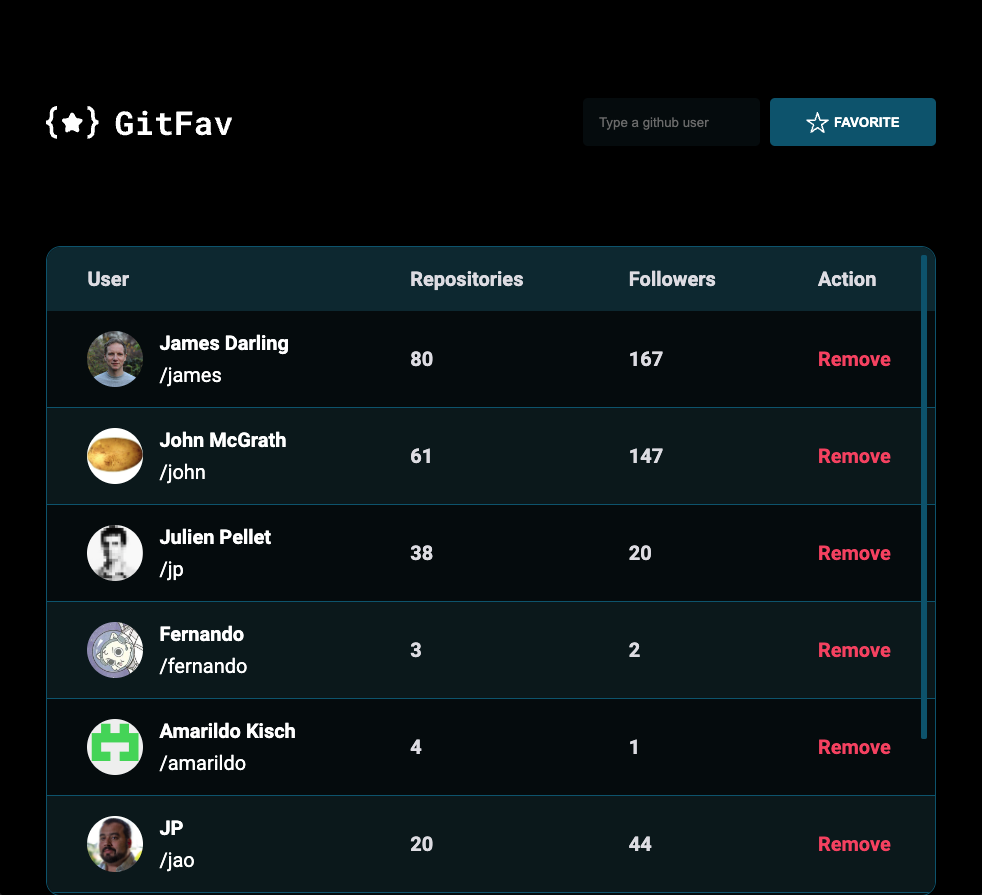 {★} GitFav
Type a github user
FAVORITE
User Repositories Followers Action
James Darling
/james
80 167 Remove
John McGrath
/john
61 147 Remove
Julien Pellet
/jp
38 20 Remove
Fernando
/fernando
3 2 Remove
Amarildo Kisch
/amarildo
4 1 Remove
JP
/jao
20 44 Remove